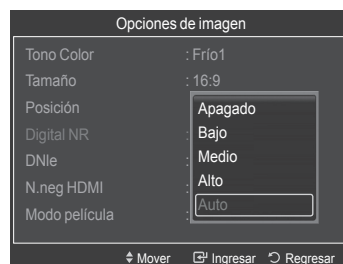 Opciones de imagen
Tono Color : Frío1
Tamaño : 16:9
Posición
Apagado
Digital NR :
Bajo
DNIe :
Medio
N.neg HDMI :
Alto
Modo película :
Auto
Mover Ingresar Regresar